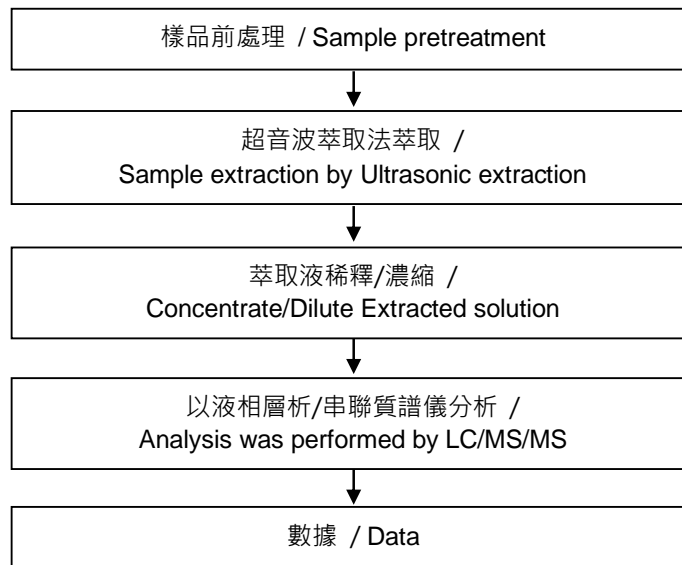 樣品前處理 / Sample pretreatment
超音波萃取法萃取 /
Sample extraction by Ultrasonic extraction
萃取液稀釋/濃縮 /
Concentrate/Dilute Extracted solution
以液相層析/串聯質譜儀分析 /
Analysis was performed by LC/MS/MS
數據 / Data